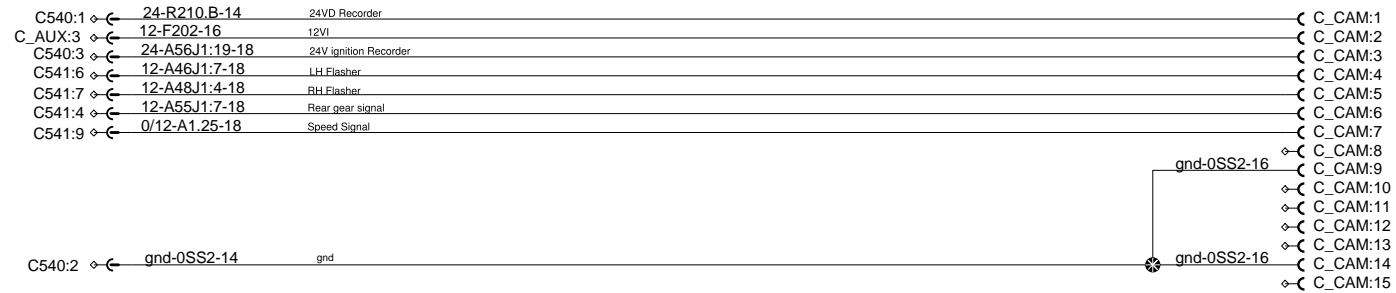 C540:1 24-R210.B-14 24VD Recorder C_CAM:1
C_AUX:3 12-F202-16 12VI C_CAM:2
C540:3 24-A56J1:19-18 24V ignition Recorder C_CAM:3
C541:6 12-A46J1:7-18 LH Flasher C_CAM:4
C541:7 12-A48J1:4-18 RH Flasher C_CAM:5
C541:4 12-A55J1:7-18 Rear gear signal C_CAM:6
C541:9 0/12-A1.25-18 Speed Signal C_CAM:7
C_CAM:8
gnd-0SS2-16 C_CAM:9
C_CAM:10
C_CAM:11
C_CAM:12
C_CAM:13
C540:2 gnd-0SS2-14 gnd gnd-0SS2-16 C_CAM:14
C_CAM:15